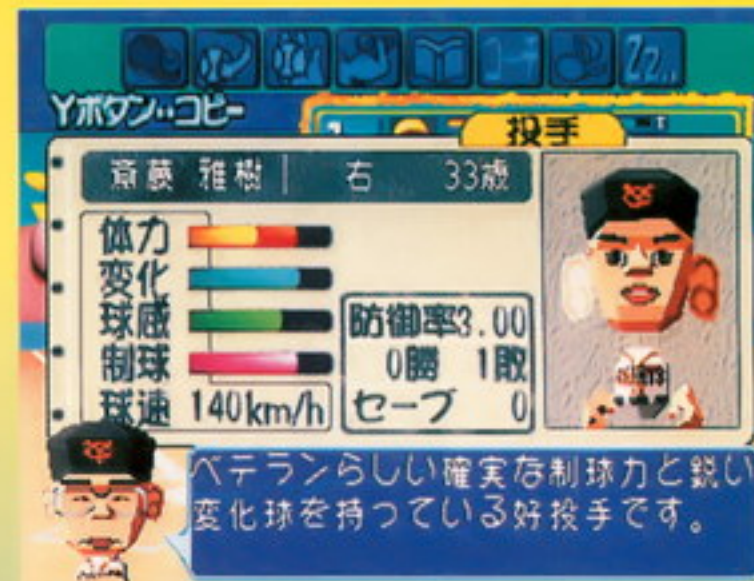 Zz..
Yボタン・・コピー
投手
斎藤 雅樹 右 33歳
体力
変化
球威
制球
球速 140km/h
防御率3.00
0勝 1敗
セーブ 0
ベテランらしい確実な制球力と鋭い
変化球を持っている好投手です。